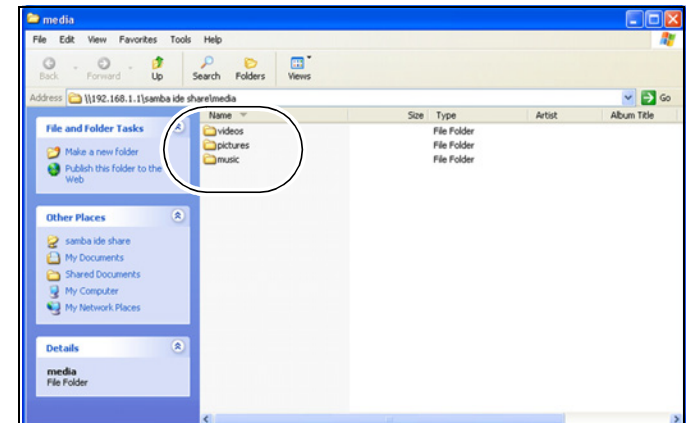 media
File Edit View Favorites Tools Help
Back Forward Up Search Folders Views
Address \\192.168.1.1\samba ide share\media Go
Name Size Type Artist Album Title
File and Folder Tasks
Make a new folder
Publish this folder to the
Web
Other Places
samba ide share
My Documents
Shared Documents
My Computer
My Network Places
Details
media
File Folder
videos File Folder
pictures File Folder
music File Folder